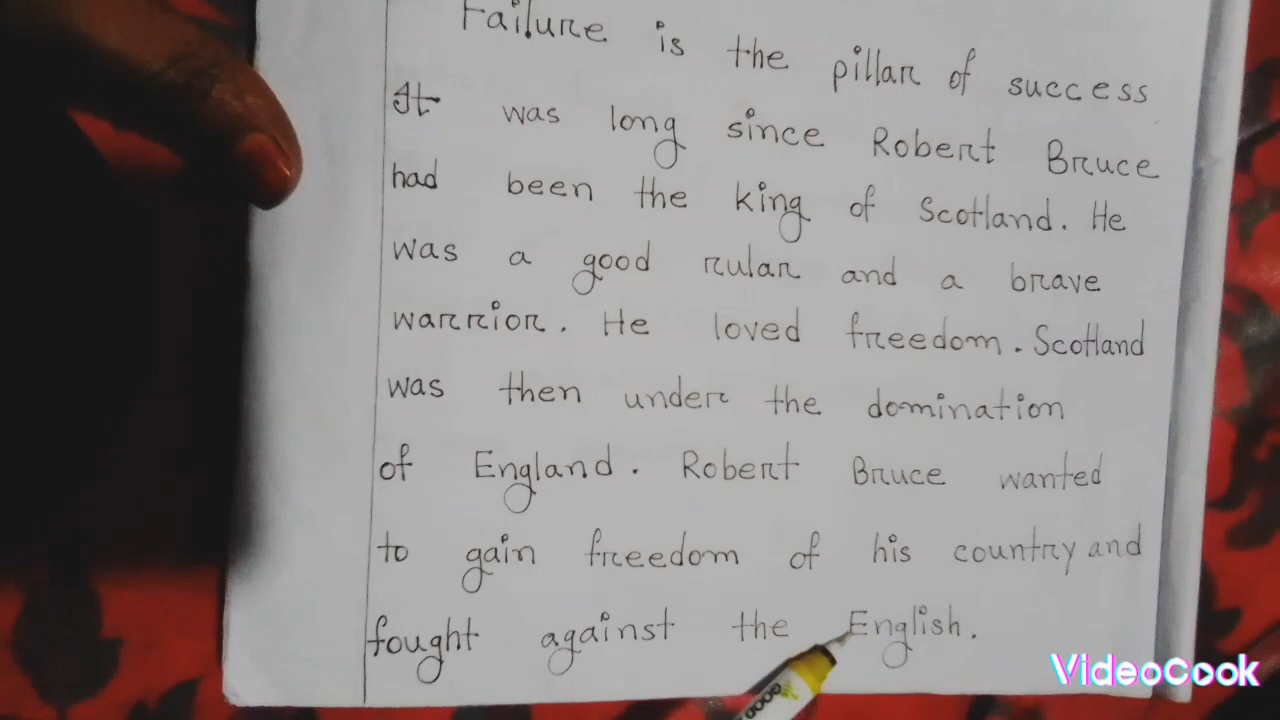 Failure is the pillar of success
It was long since Robert Bruce
had been the king of Scotland. He
was a good rular and a brave
warrior. He loved freedom. Scotland
was then under the domination
of England. Robert Bruce wanted
to gain freedom of his country and
fought against the English.
VideoCook